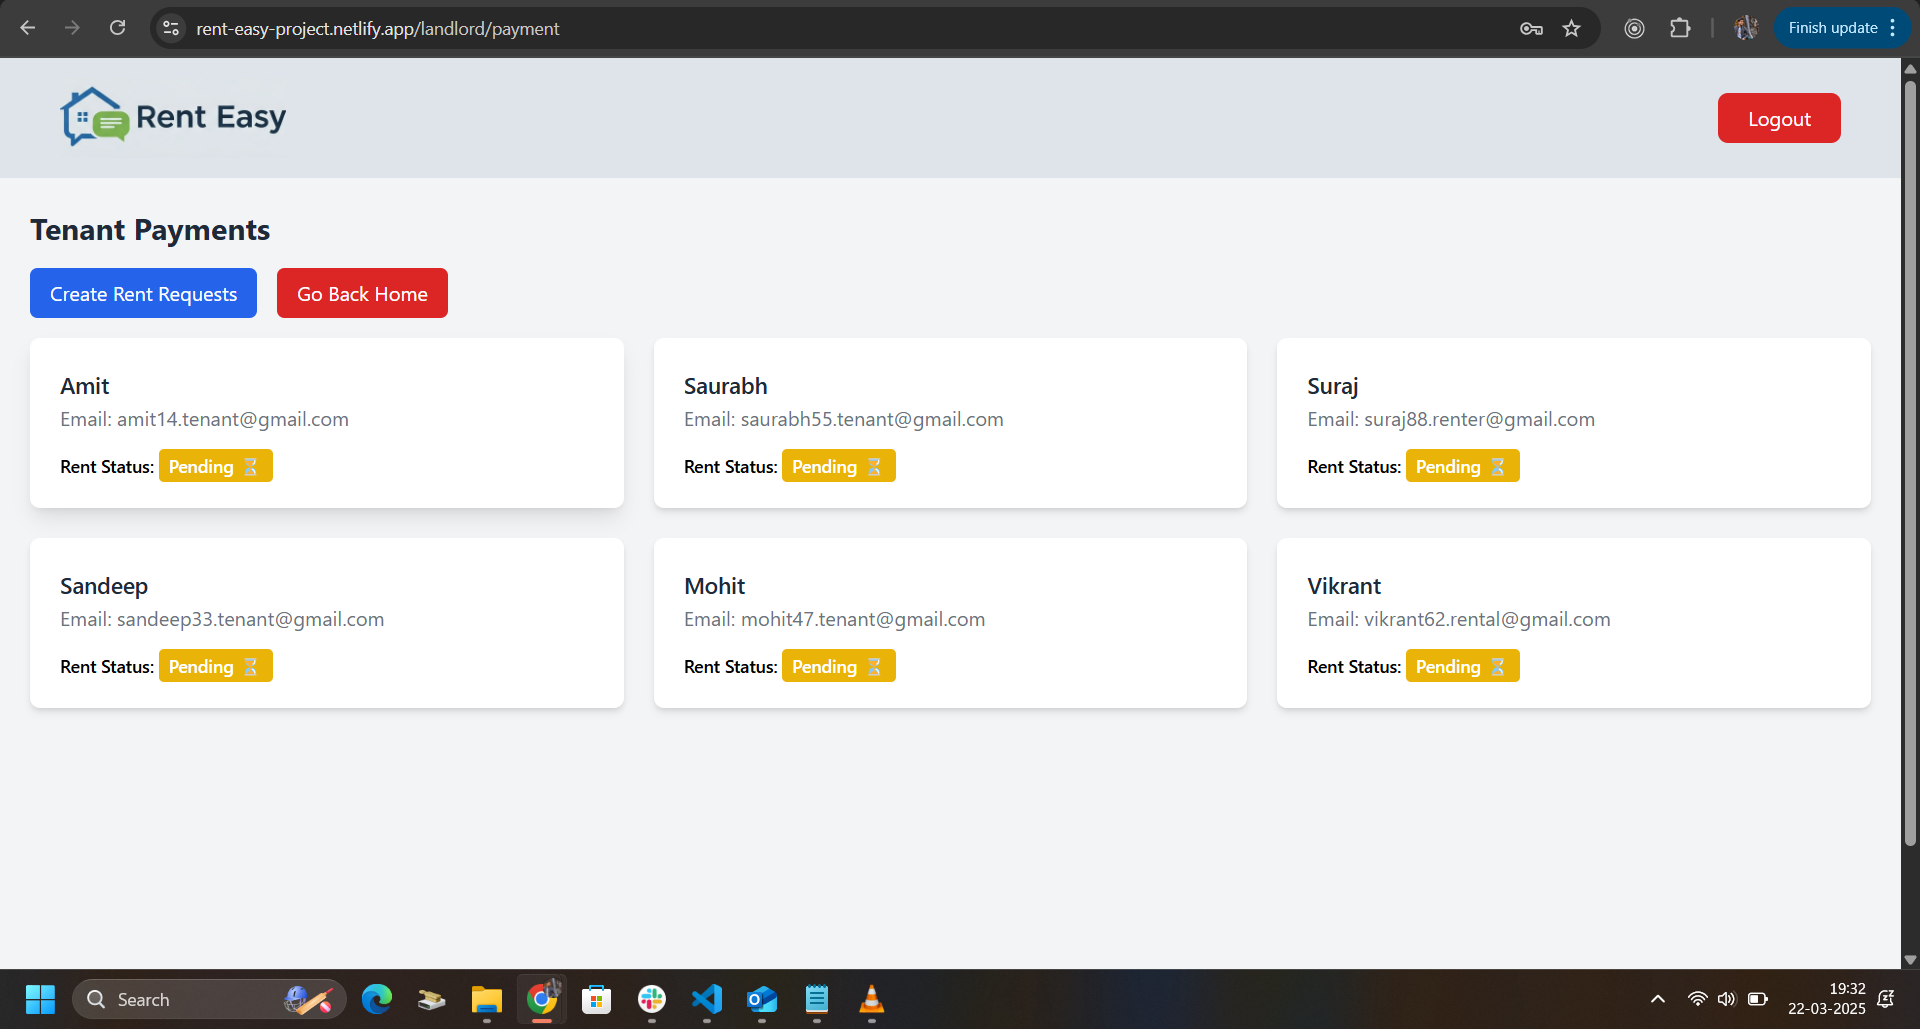 rent-easy-project.netlify.app/landlord/payment
Finish update
Rent Easy
Logout
Tenant Payments
Create Rent Requests
Go Back Home
Amit
Email: amit14.tenant@gmail.com
Rent Status: Pending ⏳
Saurabh
Email: saurabh55.tenant@gmail.com
Rent Status: Pending ⏳
Suraj
Email: suraj88.renter@gmail.com
Rent Status: Pending ⏳
Sandeep
Email: sandeep33.tenant@gmail.com
Rent Status: Pending ⏳
Mohit
Email: mohit47.tenant@gmail.com
Rent Status: Pending ⏳
Vikrant
Email: vikrant62.rental@gmail.com
Rent Status: Pending ⏳
Search
19:32
22-03-2025